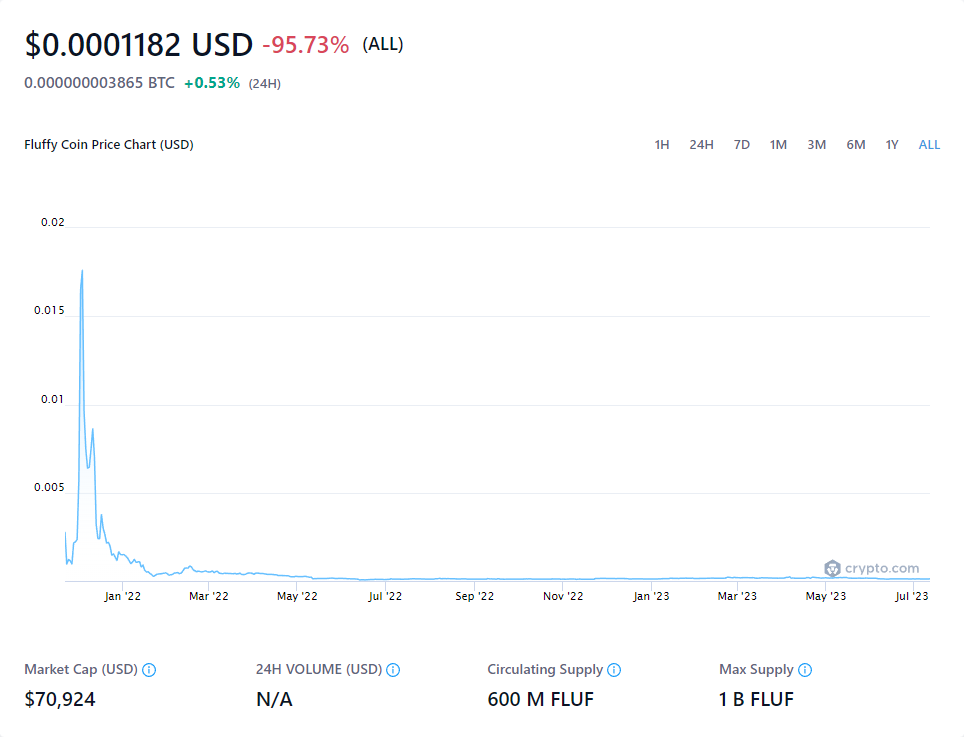 $0.0001182 USD -95.73% (ALL)
0.000000003865 BTC +0.53% (24H)
Fluffy Coin Price Chart (USD) 1H 24H 7D 1M 3M 6M 1Y ALL
0.02
0.015
0.01
0.005
crypto.com
Jan '22 Mar '22 May '22 Jul '22 Sep '22 Nov '22 Jan '23 Mar '23 May '23 Jul '23
Market Cap (USD) 24H VOLUME (USD) Circulating Supply Max Supply
$70,924 N/A 600 M FLUF 1 B FLUF